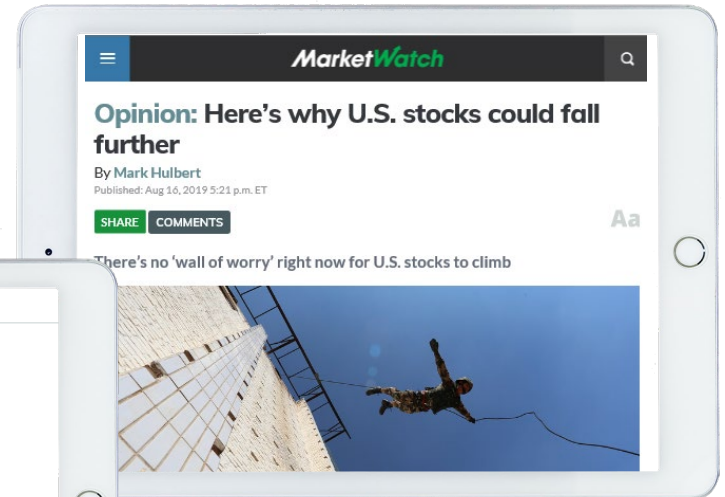 MarketWatch
Opinion: Here's why U.S. stocks could fall
further
By Mark Hulbert
Published: Aug 16, 2019 5:21 p.m. ET
SHARE COMMENTS
Aa
There's no 'wall of worry' right now for U.S. stocks to climb